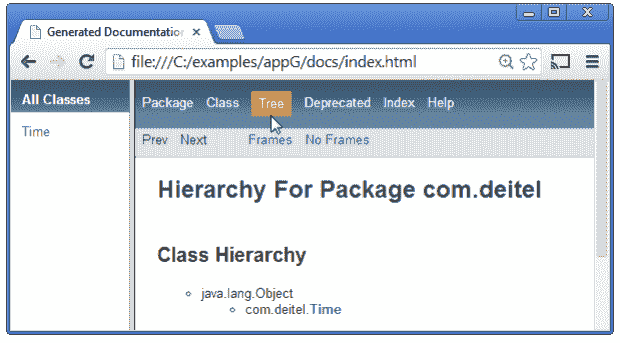 Generated Documentation
file:///C:/examples/appG/docs/index.html
All Classes
Time
Package Class Tree Deprecated Index Help
Prev Next Frames No Frames
Hierarchy For Package com.deitel
Class Hierarchy
java.lang.Object
com.deitel.Time